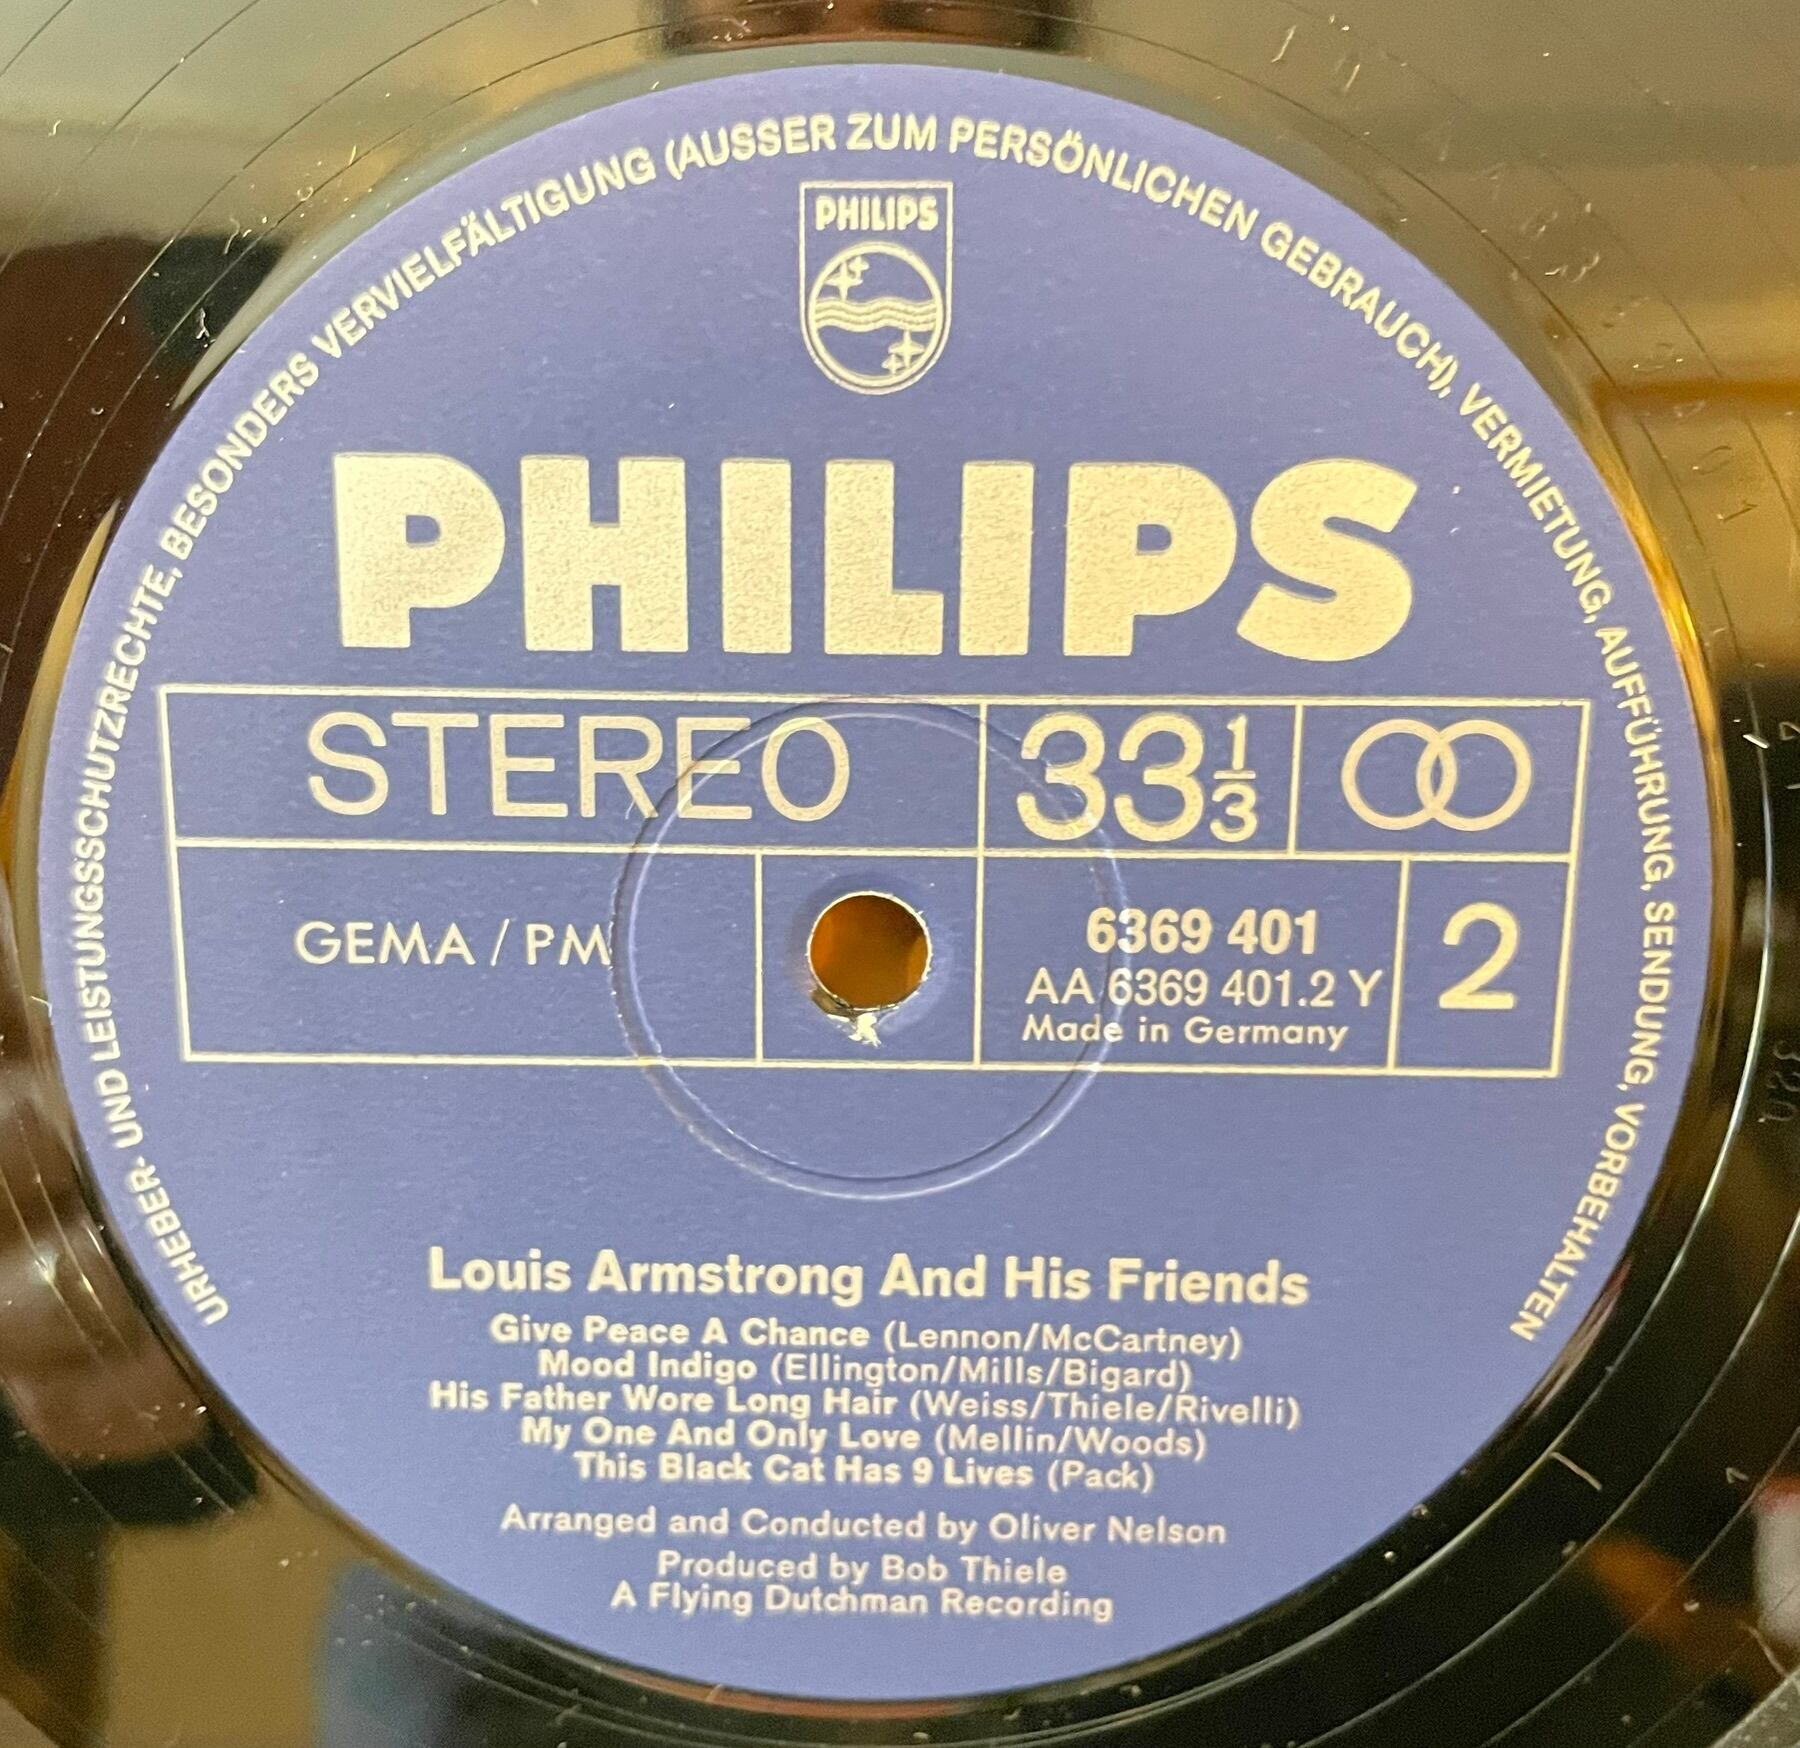 URHEBER- UND LEISTUNGSSCHUTZRECHTE, BESONDERS VERVIELFÄLTIGUNG (AUSSER ZUM PERSÖNLICHEN GEBRAUCH), VERMIETUNG, AUFFÜHRUNG, SENDUNG, VORBEHALTEN
PHILIPS
PHILIPS
STEREO 33 1/3
GEMA / PM 6369 401 2
AA 6369 401.2 Y
Made in Germany
Louis Armstrong And His Friends
Give Peace A Chance (Lennon/McCartney)
Mood Indigo (Ellington/Mills/Bigard)
His Father Wore Long Hair (Weiss/Thiele/Rivelli)
My One And Only Love (Mellin/Woods)
This Black Cat Has 9 Lives (Pack)
Arranged and Conducted by Oliver Nelson
Produced by Bob Thiele
A Flying Dutchman Recording